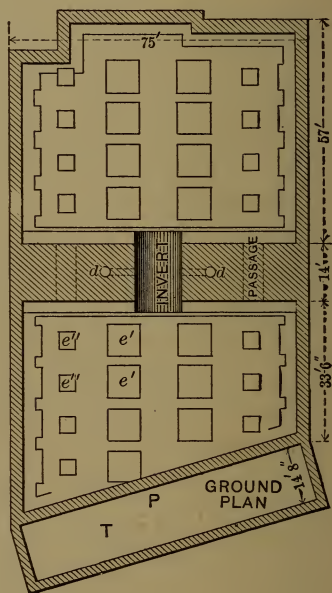 75'
57'
INVERT
PASSAGE
d
d
14'
33'·6"
e''
e'
e''
e'
14'8"
GROUND
PLAN
P
T